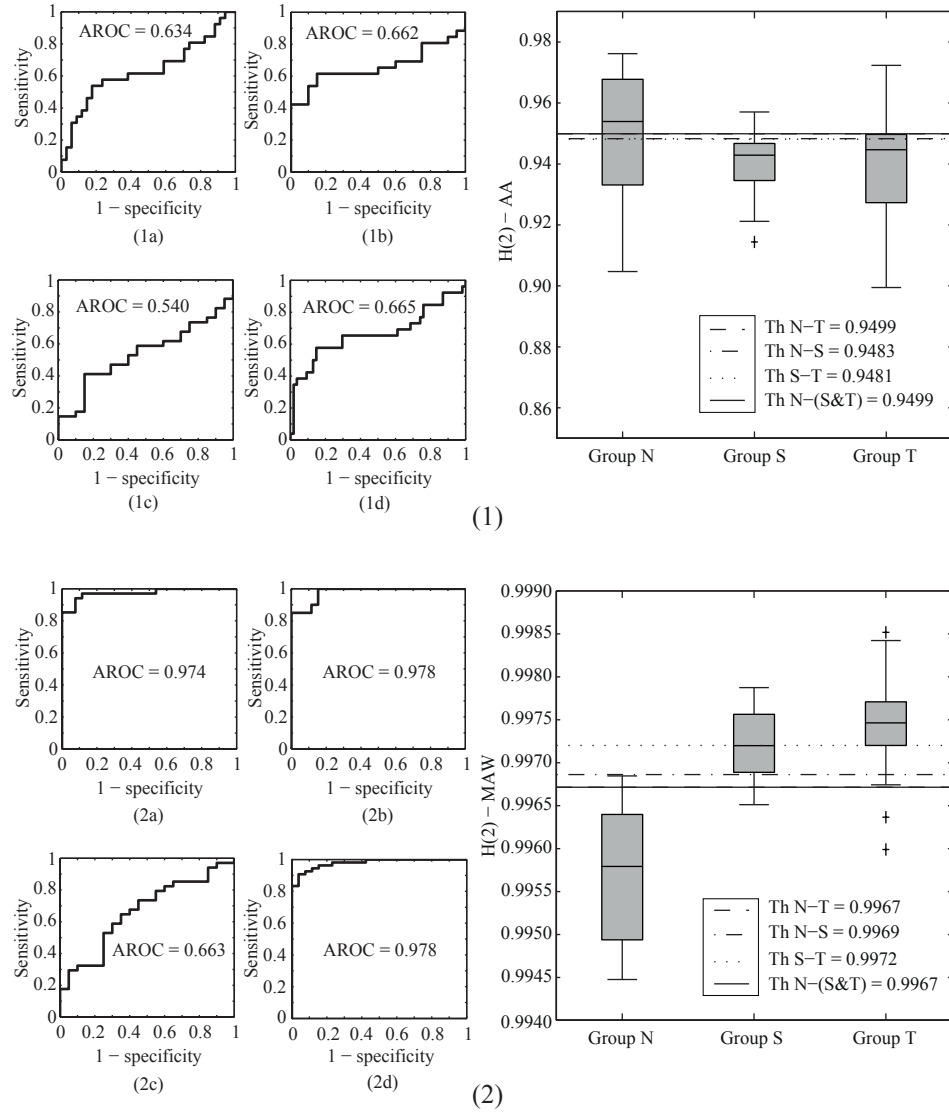 AROC = 0.634
Sensitivity
1
0.8
0.6
0.4
0.2
0
0 0.2 0.4 0.6 0.8 1
1 − specificity
(1a)
AROC = 0.662
Sensitivity
1
0.8
0.6
0.4
0.2
0
0 0.2 0.4 0.6 0.8 1
1 − specificity
(1b)
AROC = 0.540
Sensitivity
1
0.8
0.6
0.4
0.2
0
0 0.2 0.4 0.6 0.8 1
1 − specificity
(1c)
AROC = 0.665
Sensitivity
1
0.8
0.6
0.4
0.2
0
0 0.2 0.4 0.6 0.8 1
1 − specificity
(1d)
H(2) − AA
0.98
0.96
0.94
0.92
0.90
0.88
0.86
Th N−T = 0.9499
Th N−S = 0.9483
Th S−T = 0.9481
Th N−(S&T) = 0.9499
Group N Group S Group T
(1)
AROC = 0.974
Sensitivity
1
0.8
0.6
0.4
0.2
0
0 0.2 0.4 0.6 0.8 1
1 − specificity
(2a)
AROC = 0.978
Sensitivity
1
0.8
0.6
0.4
0.2
0
0 0.2 0.4 0.6 0.8 1
1 − specificity
(2b)
AROC = 0.663
Sensitivity
1
0.8
0.6
0.4
0.2
0
0 0.2 0.4 0.6 0.8 1
1 − specificity
(2c)
AROC = 0.978
Sensitivity
1
0.8
0.6
0.4
0.2
0
0 0.2 0.4 0.6 0.8 1
1 − specificity
(2d)
H(2) − MAW
0.9990
0.9985
0.9980
0.9975
0.9970
0.9965
0.9960
0.9955
0.9950
0.9945
0.9940
Th N−T = 0.9967
Th N−S = 0.9969
Th S−T = 0.9972
Th N−(S&T) = 0.9967
Group N Group S Group T
(2)